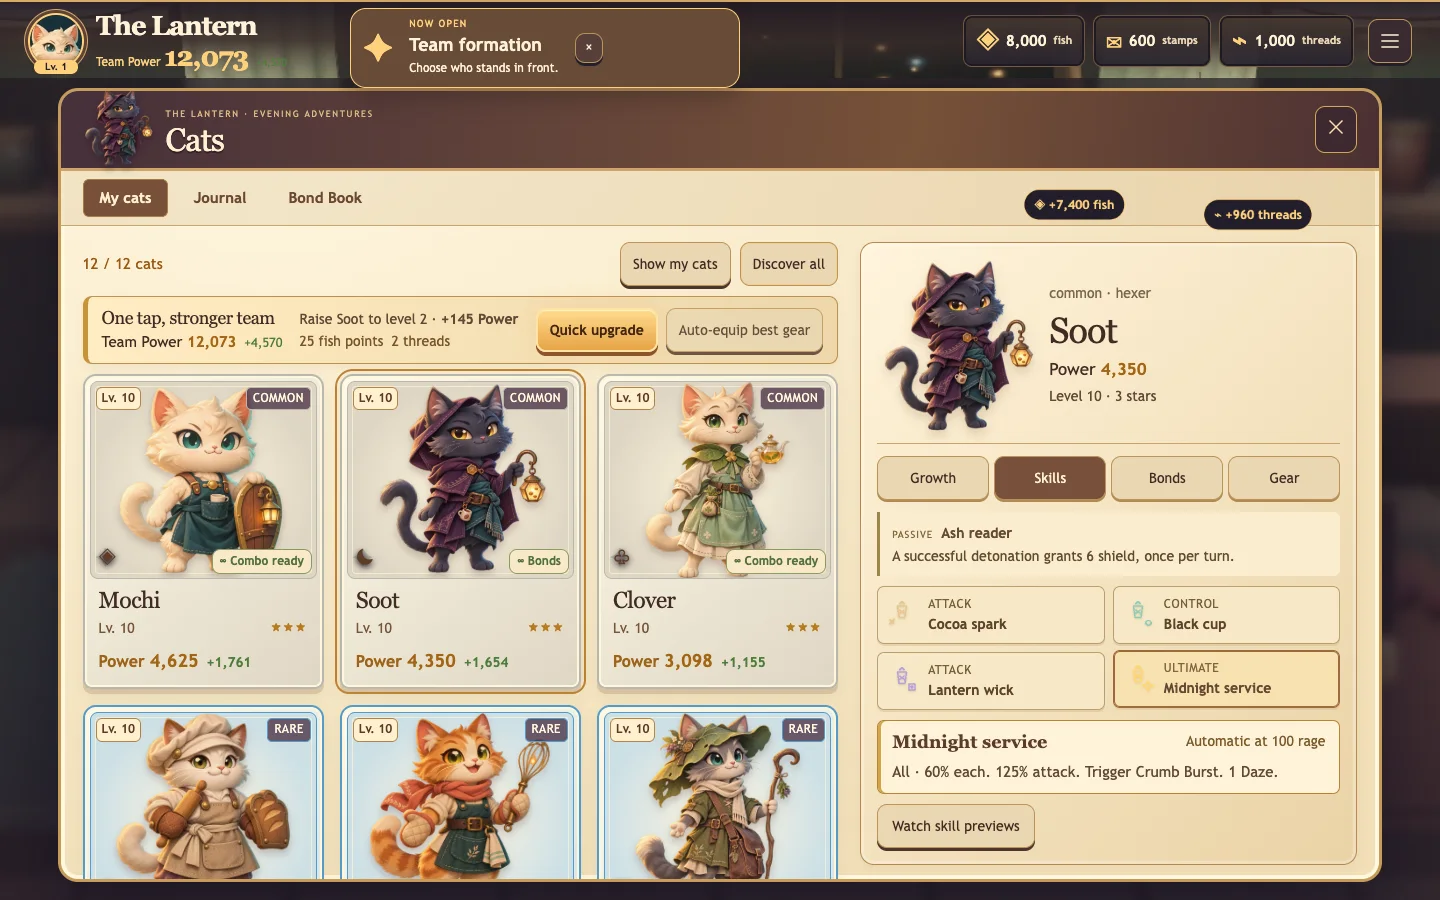 The Lantern
Lv. 1
Team Power 12,073
NOW OPEN
Team formation
Choose who stands in front.
×
8,000 fish
600 stamps
1,000 threads
THE LANTERN · EVENING ADVENTURES
Cats
My cats
Journal
Bond Book
+7,400 fish
+960 threads
12 / 12 cats
Show my cats
Discover all
One tap, stronger team
Team Power 12,073 +4,570
Raise Soot to level 2 · +145 Power
25 fish points 2 threads
Quick upgrade
Auto-equip best gear
Lv. 10
COMMON
∞ Combo ready
Mochi
Lv. 10
★★★
Power 4,625 +1,761
Lv. 10
COMMON
∞ Bonds
Soot
Lv. 10
★★★
Power 4,350 +1,654
Lv. 10
COMMON
∞ Combo ready
Clover
Lv. 10
★★★
Power 3,098 +1,155
Lv. 10
RARE
Lv. 10
RARE
Lv. 10
RARE
common · hexer
Soot
Power 4,350
Level 10 · 3 stars
Growth
Skills
Bonds
Gear
PASSIVE Ash reader
A successful detonation grants 6 shield, once per turn.
ATTACK
Cocoa spark
CONTROL
Black cup
ATTACK
Lantern wick
ULTIMATE
Midnight service
Midnight service
Automatic at 100 rage
All · 60% each. 125% attack. Trigger Crumb Burst. 1 Daze.
Watch skill previews